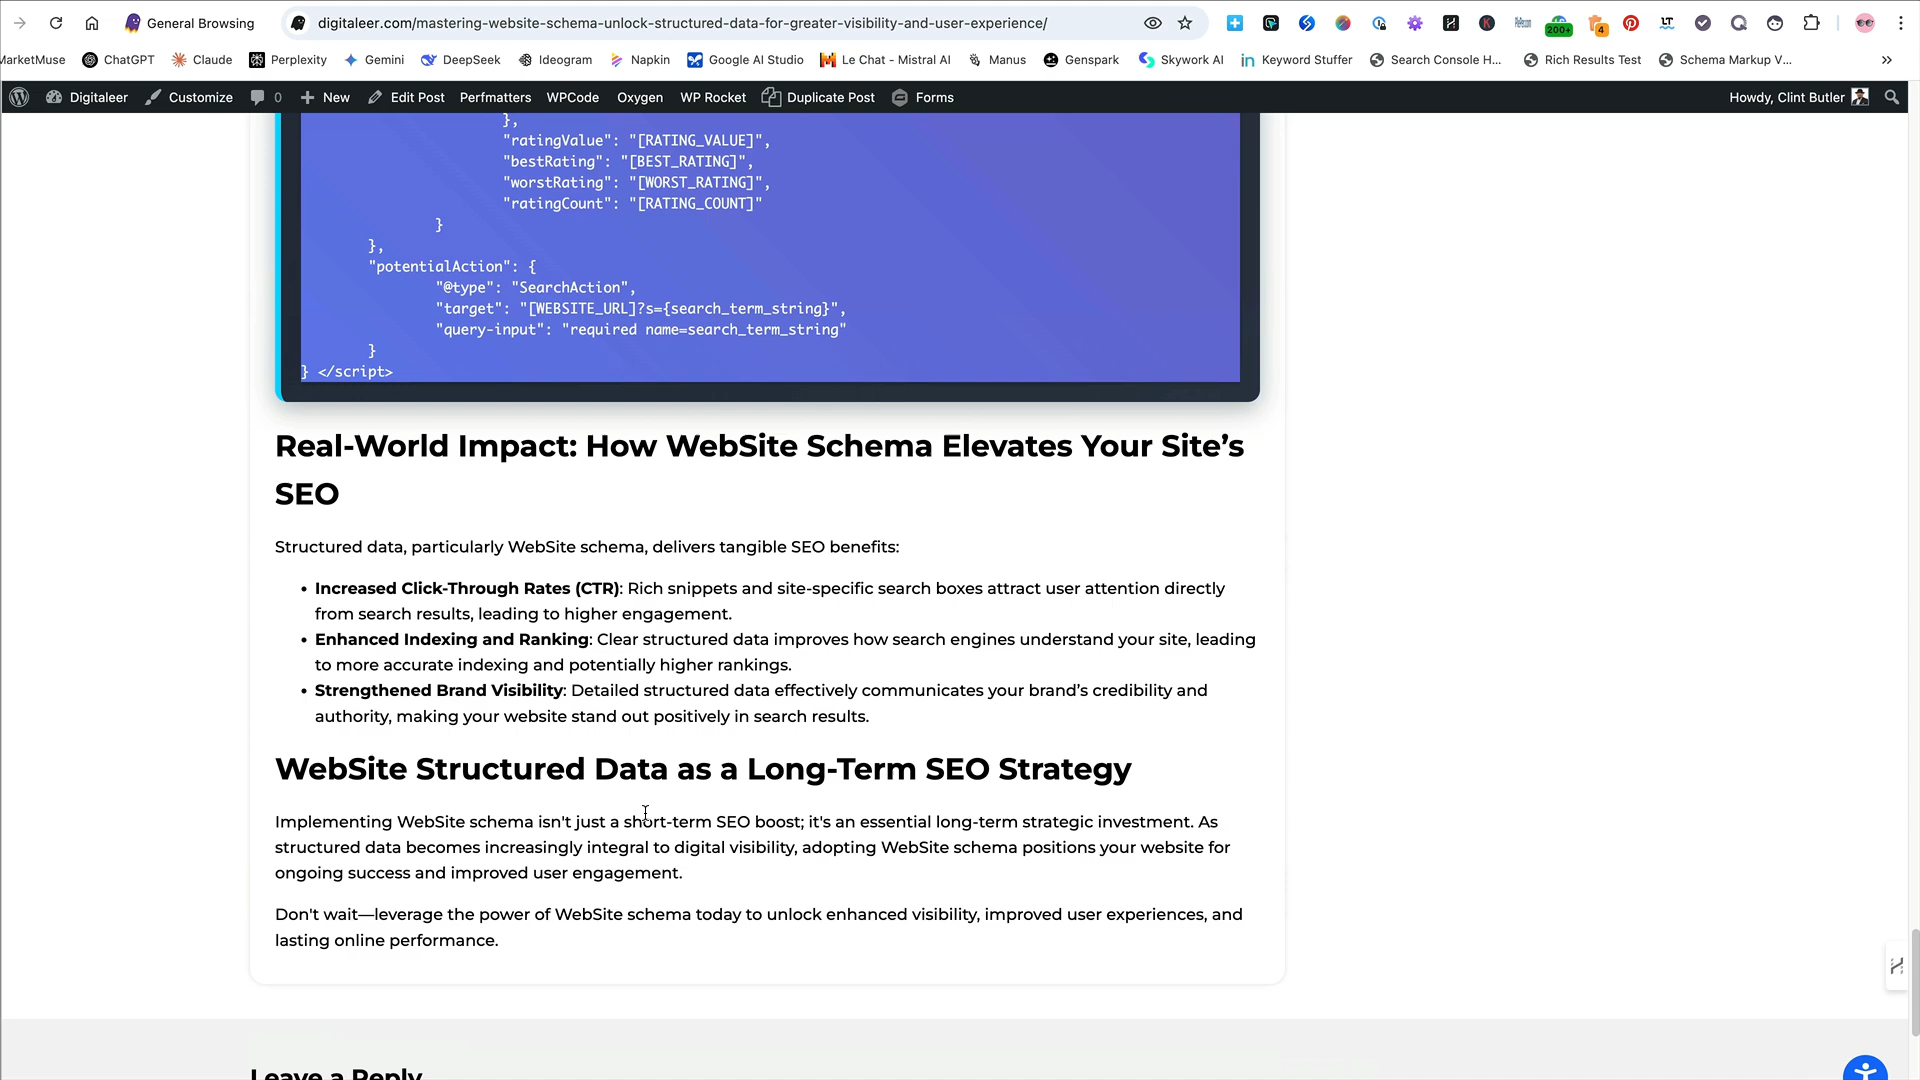 General Browsing
digitaleer.com/mastering-website-schema-unlock-structured-data-for-greater-visibility-and-user-experience/
200+
4
MarketMuse ChatGPT Claude Perplexity Gemini DeepSeek Ideogram Napkin Google AI Studio Le Chat - Mistral AI Manus Genspark Skywork AI Keyword Stuffer Search Console H... Rich Results Test Schema Markup V...
Digitaleer Customize 0 New Edit Post Perfmatters WPCode Oxygen WP Rocket Duplicate Post Forms Howdy, Clint Butler
},
"ratingValue": "[RATING_VALUE]",
"bestRating": "[BEST_RATING]",
"worstRating": "[WORST_RATING]",
"ratingCount": "[RATING_COUNT]"
}
},
"potentialAction": {
"@type": "SearchAction",
"target": "[WEBSITE_URL]?s={search_term_string}",
"query-input": "required name=search_term_string"
}
} </script>
Real-World Impact: How WebSite Schema Elevates Your Site’s
SEO
Structured data, particularly WebSite schema, delivers tangible SEO benefits:
• Increased Click-Through Rates (CTR): Rich snippets and site-specific search boxes attract user attention directly
from search results, leading to higher engagement.
• Enhanced Indexing and Ranking: Clear structured data improves how search engines understand your site, leading
to more accurate indexing and potentially higher rankings.
• Strengthened Brand Visibility: Detailed structured data effectively communicates your brand’s credibility and
authority, making your website stand out positively in search results.
WebSite Structured Data as a Long-Term SEO Strategy
Implementing WebSite schema isn't just a short-term SEO boost; it's an essential long-term strategic investment. As
structured data becomes increasingly integral to digital visibility, adopting WebSite schema positions your website for
ongoing success and improved user engagement.
Don't wait—leverage the power of WebSite schema today to unlock enhanced visibility, improved user experiences, and
lasting online performance.
Leave a Reply